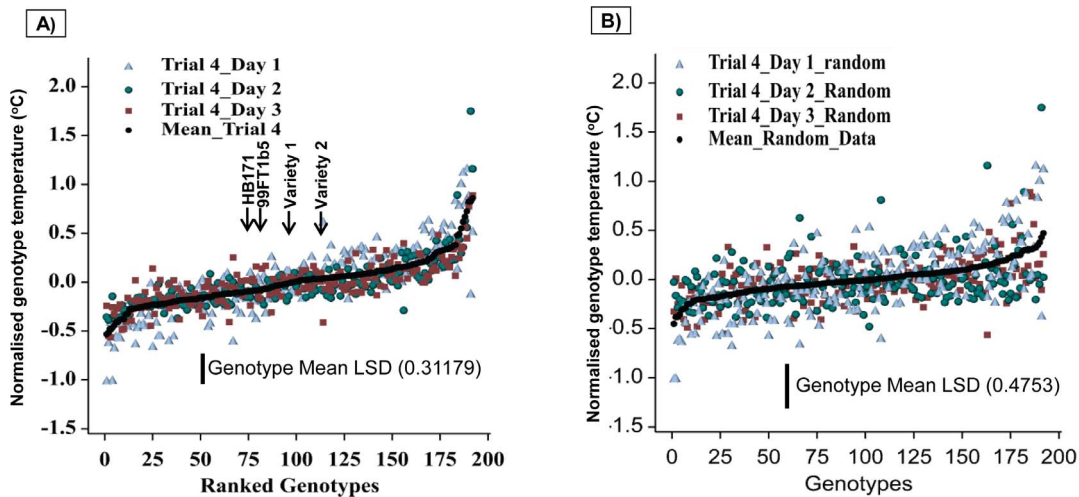 A)
Normalised genotype temperature (°C)
2.0
1.5
1.0
0.5
0.0
-0.5
-1.0
-1.5
Trial 4_Day 1
Trial 4_Day 2
Trial 4_Day 3
Mean_Trial 4
HB171
99FT1b5
Variety 1
Variety 2
Genotype Mean LSD (0.31179)
0 25 50 75 100 125 150 175 200
Ranked Genotypes
B)
Normalised genotype temperature (°C)
2.0
1.5
1.0
0.5
0.0
-0.5
-1.0
-1.5
Trial 4_Day 1_random
Trial 4_Day 2_Random
Trial 4_Day 3_Random
Mean_Random_Data
Genotype Mean LSD (0.4753)
0 25 50 75 100 125 150 175 200
Genotypes